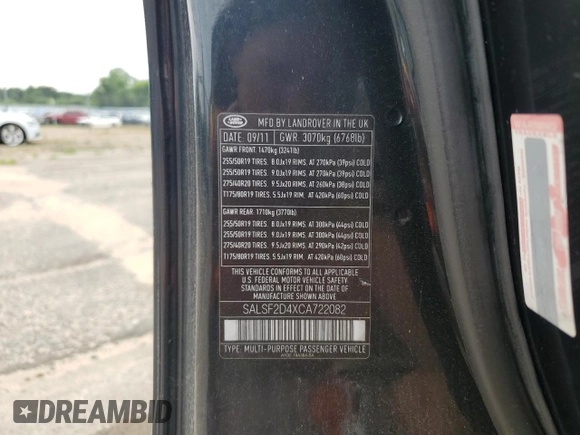 LAND ROVER
MFD BY LANDROVER IN THE UK
DATE 09/11 GWR. 3070kg (6768lb)
GAWR FRONT 1470kg (3241lb)
255/50R19 TIRES. 8.0Jx19 RIMS. AT 270kPa (39psi) COLD
255/50R19 TIRES. 9.0Jx19 RIMS. AT 270kPa (39psi) COLD
275/40R20 TIRES. 9.5Jx20 RIMS. AT 260kPa (38psi) COLD
T175/80R19 TIRES. 5.5Jx19 RIM. AT 420kPa (60psi) COLD
GAWR REAR. 1710kg (3770lb)
255/50R19 TIRES. 8.0Jx19 RIMS. AT 300kPa (44psi) COLD
255/50R19 TIRES. 9.0Jx19 RIMS. AT 300kPa (44psi) COLD
275/40R20 TIRES. 9.5Jx20 RIMS. AT 290kPa (42psi) COLD
T175/80R19 TIRES. 5.5Jx19 RIM. AT 420kPa (60psi) COLD
THIS VEHICLE CONFORMS TO ALL APPLICABLE
U.S. FEDERAL MOTOR VEHICLE SAFETY
STANDARDS IN EFFECT ON THE DATE OF
MANUFACTURE SHOWN ABOVE
SALSF2D4XCA722082
TYPE: MULTI-PURPOSE PASSENGER VEHICLE
DREAMBID